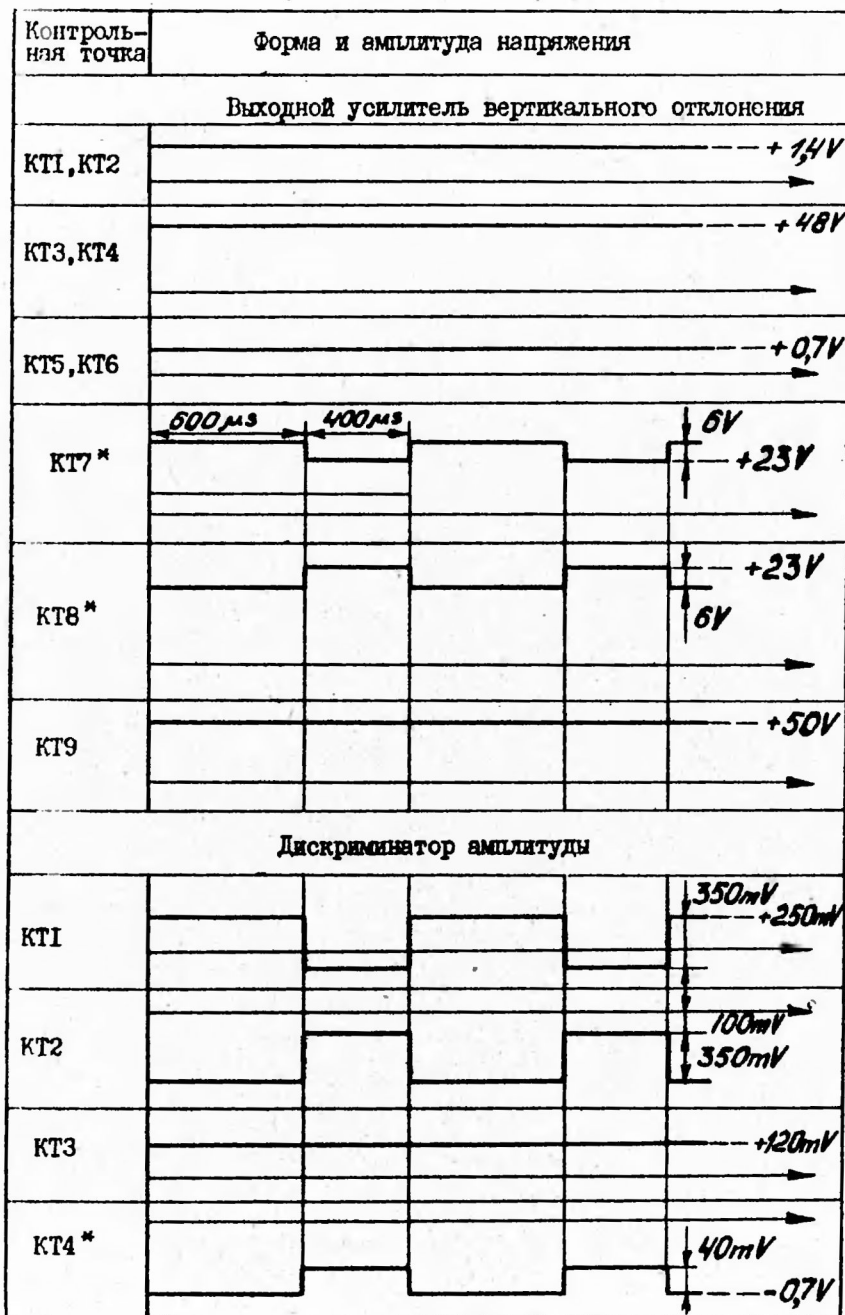 Контроль-
ная точка
Форма и амплитуда напряжения
Выходной усилитель вертикального отклонения
КТ1,КТ2
+ 1,4V
КТ3,КТ4
+48V
КТ5,КТ6
+0,7V
600μs 400μs 6V
КТ7*
+23V
+23V
КТ8*
6V
+50V
КТ9
Дискриминатор амплитуды
350mV
+250mV
КТ1
100mV
КТ2
350mV
КТ3
+120mV
КТ4*
40mV
-0,7V